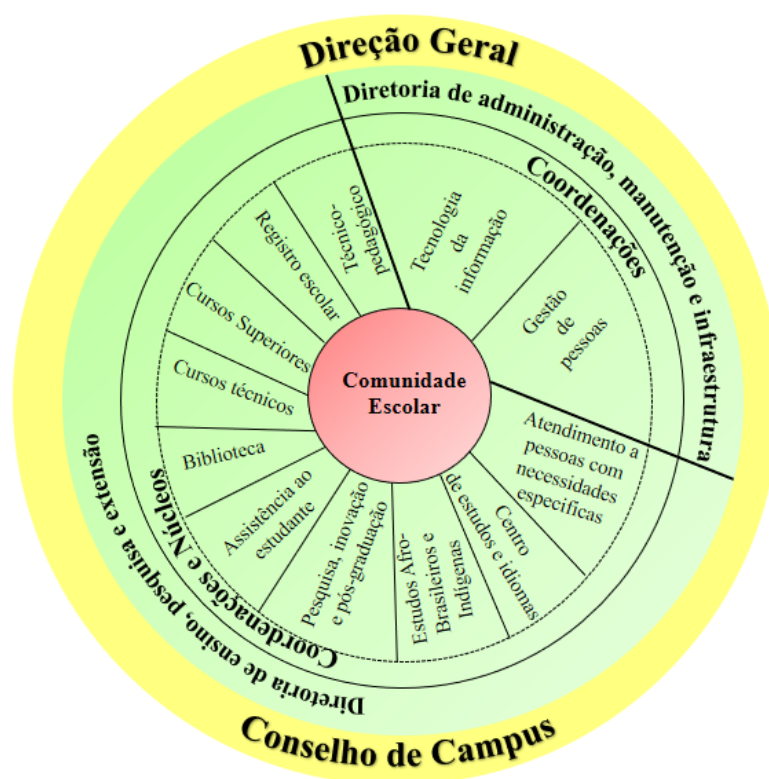 Direção Geral
Diretoria de administração, manutenção e infraestrutura
Coordenações
Tecnologia
da
informação
Gestão
de
pessoas
Atendimento a
pessoas com
necessidades
especificas
Centro
de estudos e idiomas
Estudos Afro-
Brasileiros e
Indígenas
Pesquisa, inovação
e pós-graduação
Assistência ao
estudante
Biblioteca
Cursos técnicos
Cursos Superiores
Registro escolar
Técnico-
pedagógico
Comunidade
Escolar
Coordenações e Núcleos
Diretoria de ensino, pesquisa e extensão
Conselho de Campus